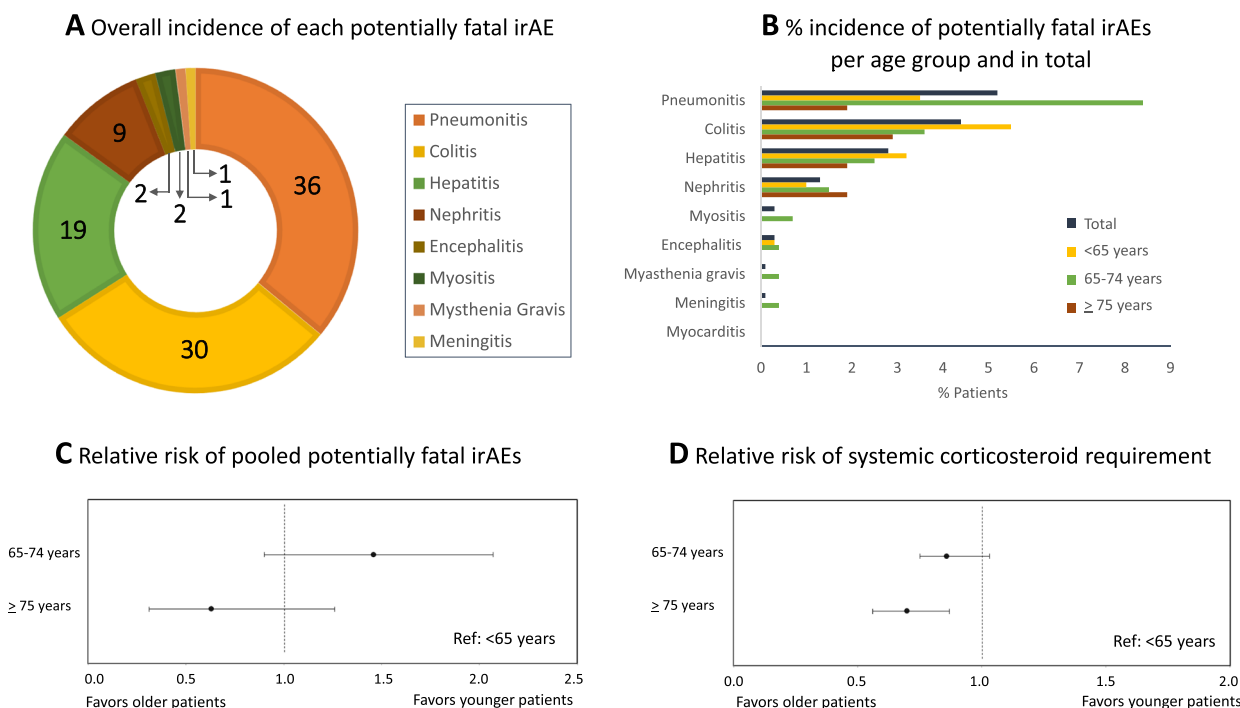 A Overall incidence of each potentially fatal irAE
36
30
19
9
2
2
1
1
Pneumonitis
Colitis
Hepatitis
Nephritis
Encephalitis
Myositis
Mysthenia Gravis
Meningitis
B % incidence of potentially fatal irAEs
per age group and in total
Pneumonitis
Colitis
Hepatitis
Nephritis
Myositis
Encephalitis
Myasthenia gravis
Meningitis
Myocarditis
0 1 2 3 4 5 6 7 8 9
% Patients
Total
<65 years
65-74 years
≥ 75 years
C Relative risk of pooled potentially fatal irAEs
65-74 years
≥ 75 years
Ref: <65 years
0.0 0.5 1.0 1.5 2.0 2.5
Favors older patients Favors younger patients
D Relative risk of systemic corticosteroid requirement
65-74 years
≥ 75 years
Ref: <65 years
0.0 0.5 1.0 1.5 2.0
Favors older patients Favors younger patients